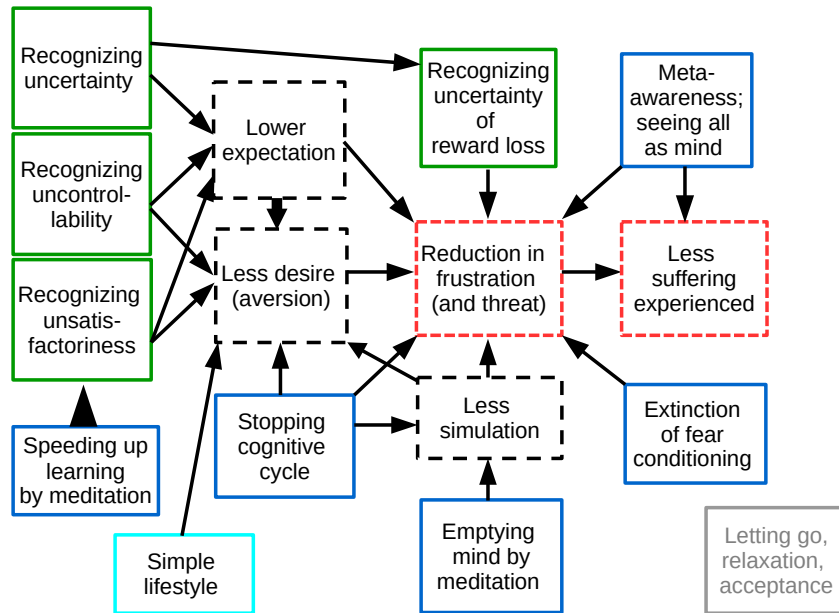 Recognizing
uncertainty
Recognizing
uncertainty
of
reward loss
Meta-
awareness;
seeing all
as mind
Lower
expectation
Recognizing
uncontrol-
lability
Less desire
(aversion)
Reduction in
frustration
(and threat)
Less
suffering
experienced
Recognizing
unsatis-
factoriness
Speeding up
learning
by meditation
Stopping
cognitive
cycle
Less
simulation
Extinction
of fear
conditioning
Simple
lifestyle
Emptying
mind by
meditation
Letting go,
relaxation,
acceptance